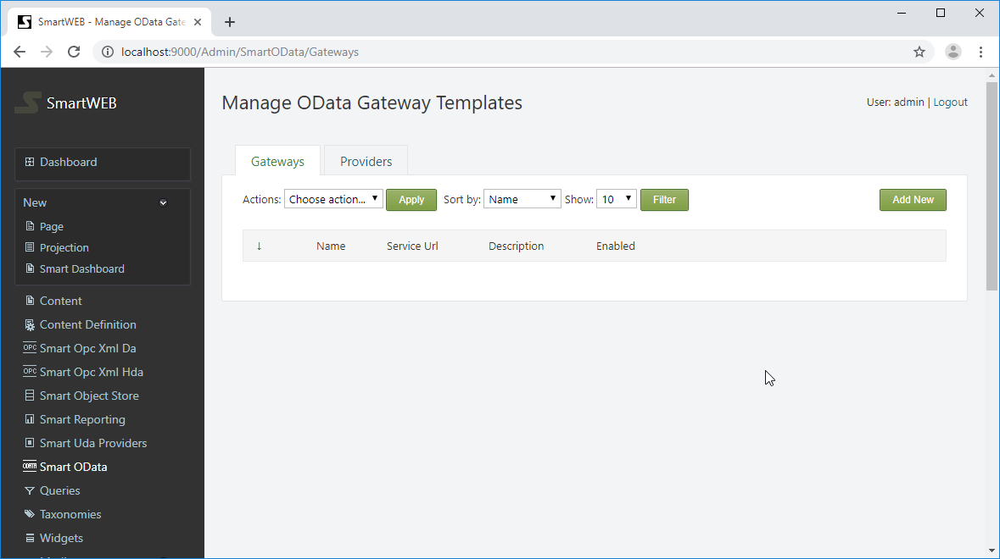 SmartWEB - Manage OData Gate
localhost:9000/Admin/SmartOData/Gateways
SmartWEB
Manage OData Gateway Templates
User: admin | Logout
Dashboard
New
Page
Projection
Smart Dashboard
Content
Content Definition
OPC Smart Opc Xml Da
OPC Smart Opc Xml Hda
Smart Object Store
Smart Reporting
Smart Uda Providers
ODATA Smart OData
Queries
Taxonomies
Widgets
Gateways Providers
Actions: Choose action... Apply Sort by: Name Show: 10 Filter Add New
↓ Name Service Url Description Enabled